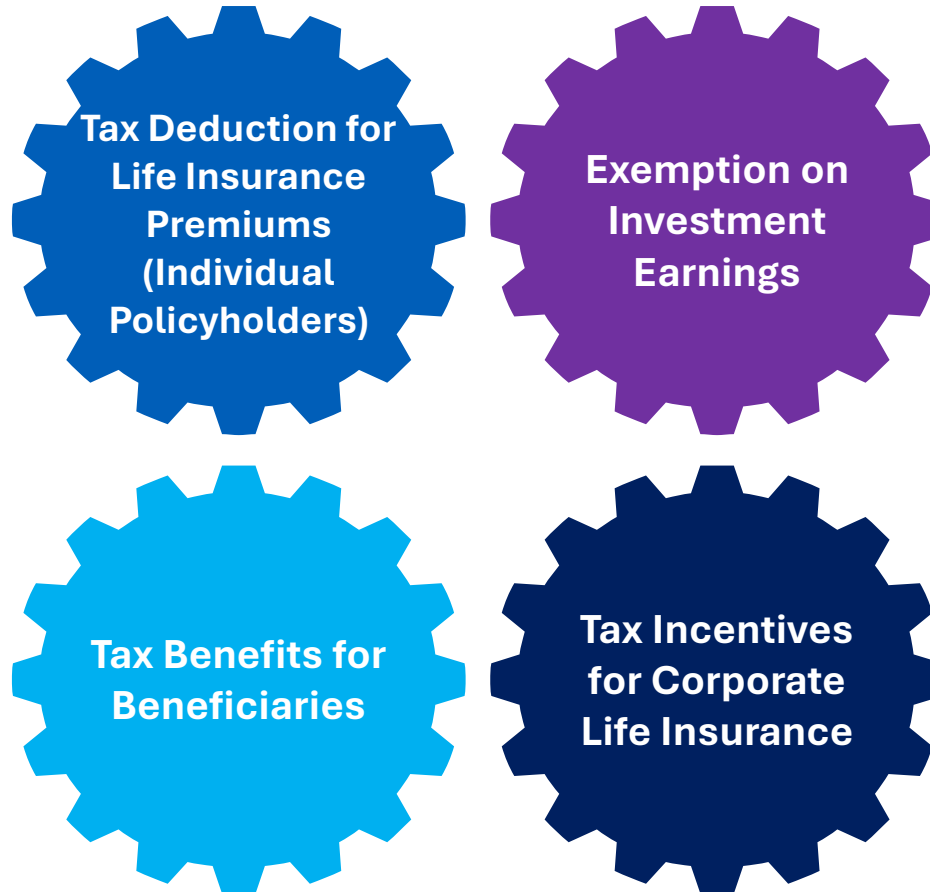 Tax Deduction for
Life Insurance
Premiums
(Individual
Policyholders)
Exemption on
Investment
Earnings
Tax Benefits for
Beneficiaries
Tax Incentives
for Corporate
Life Insurance